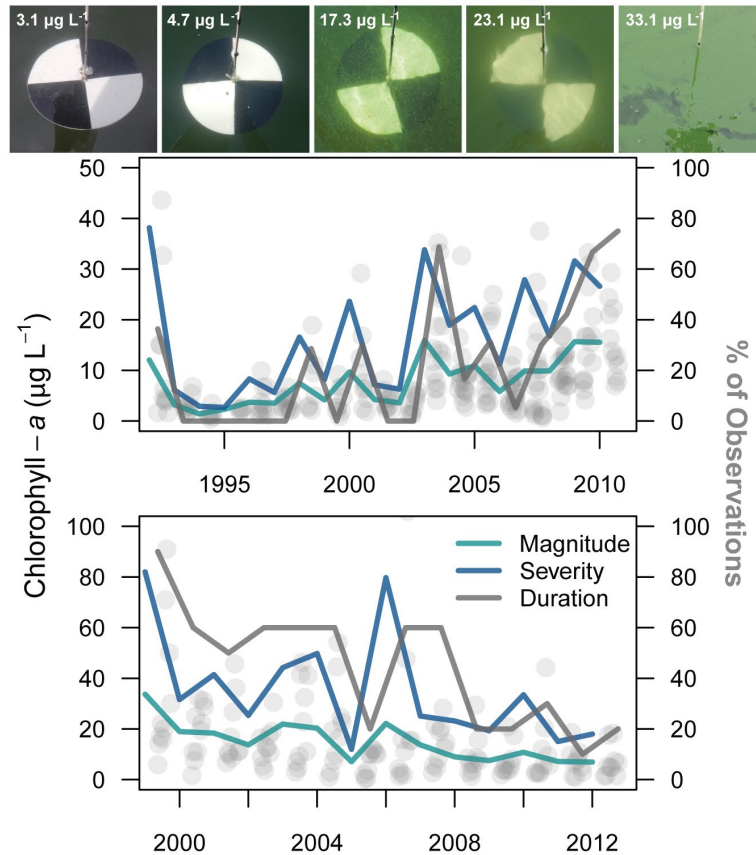 3.1 µg L⁻¹ 4.7 µg L⁻¹ 17.3 µg L⁻¹ 23.1 µg L⁻¹ 33.1 µg L⁻¹
Chlorophyll – a (µg L⁻¹)
50 100
40 80
30 60
20 40
10 20
0 0
1995 2000 2005 2010
% of Observations
100 100
80 80
60 60
40 40
20 20
0 0
Magnitude
Severity
Duration
2000 2004 2008 2012